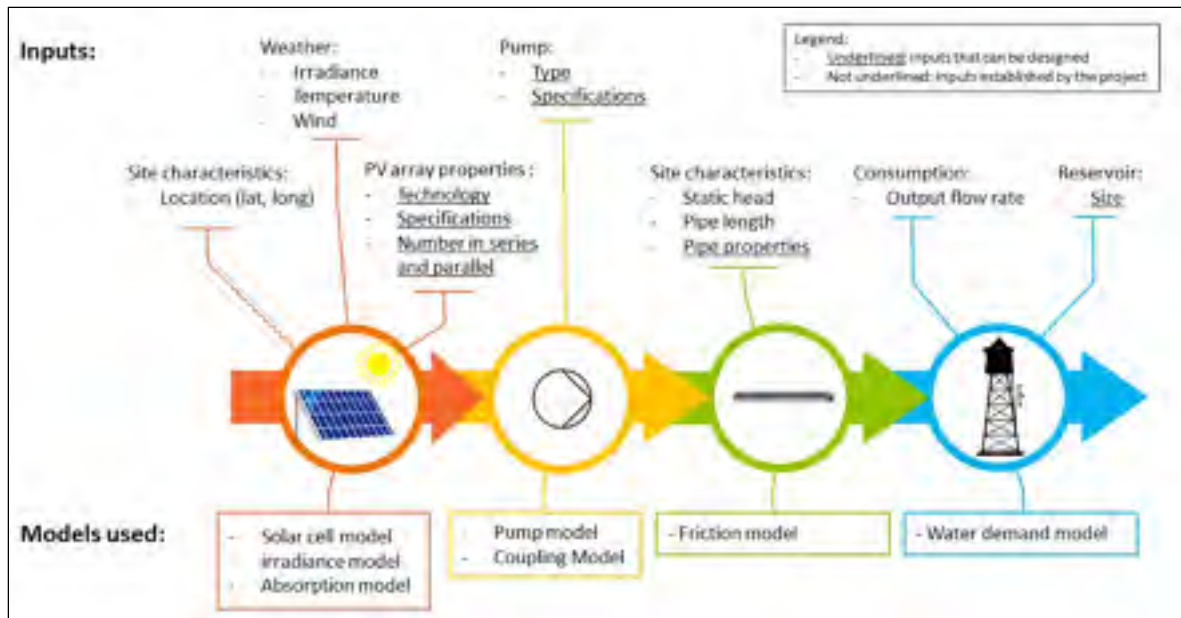 Inputs:
Weather:
- Irradiance
- Temperature
- Wind
Pump:
- Type
- Specifications
Legend:
- Underlined: inputs that can be designed
- Not underlined: inputs established by the project
Site characteristics:
- Location (lat, long)
PV array properties :
- Technology
- Specifications
- Number in series
and parallel
Site characteristics:
- Static head
- Pipe length
- Pipe properties
Consumption:
- Output flow rate
Reservoir:
- Size
Models used:
- Solar cell model
- irradiance model
- Absorption model
- Pump model
- Coupling Model
- Friction model
- Water demand model